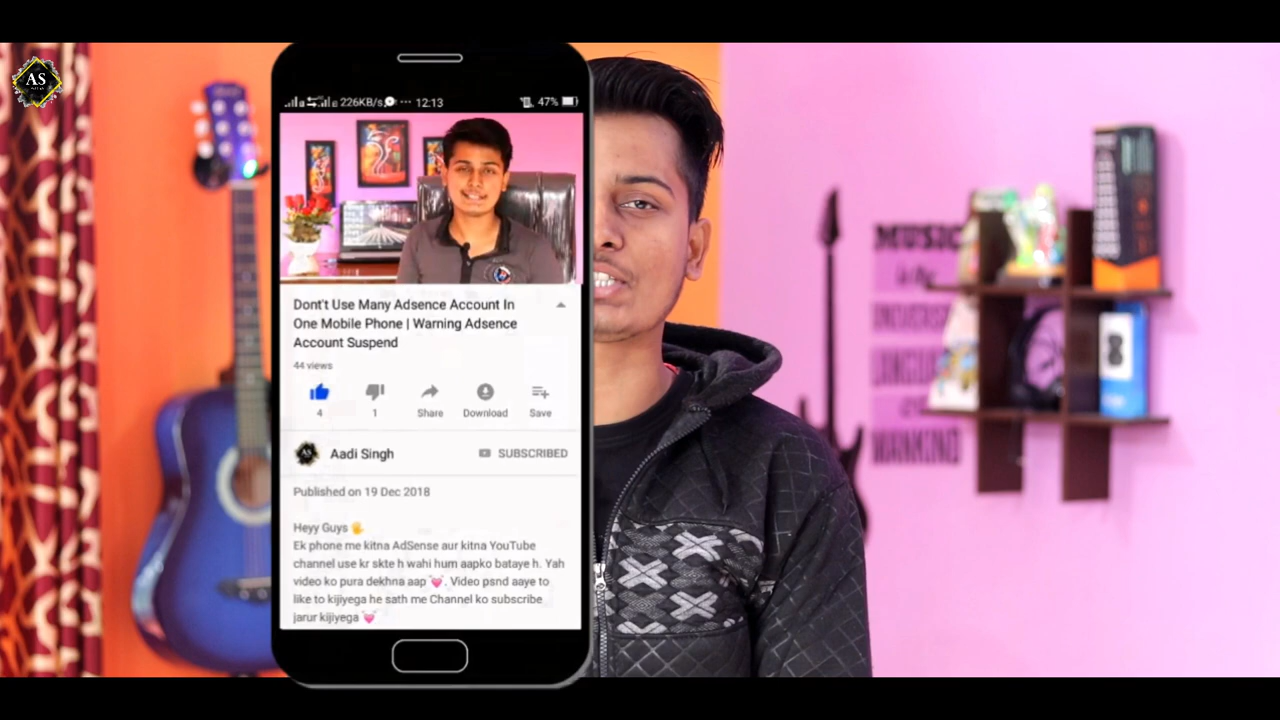 AS
226KB/s ... 12:13
47%
Dont't Use Many Adsence Account In
One Mobile Phone | Warning Adsence
Account Suspend
44 views
4
1
Share
Download
Save
AS
Aadi Singh
SUBSCRIBED
Published on 19 Dec 2018
Heyy Guys 🖐
Ek phone me kitna AdSense aur kitna YouTube
channel use kr skte h wahi hum aapko bataye h. Yah
video ko pura dekhna aap 💓. Video psnd aaye to
like to kijiyega he sath me Channel ko subscribe
jarur kijiyega 💓
MUSIC
MANKIND